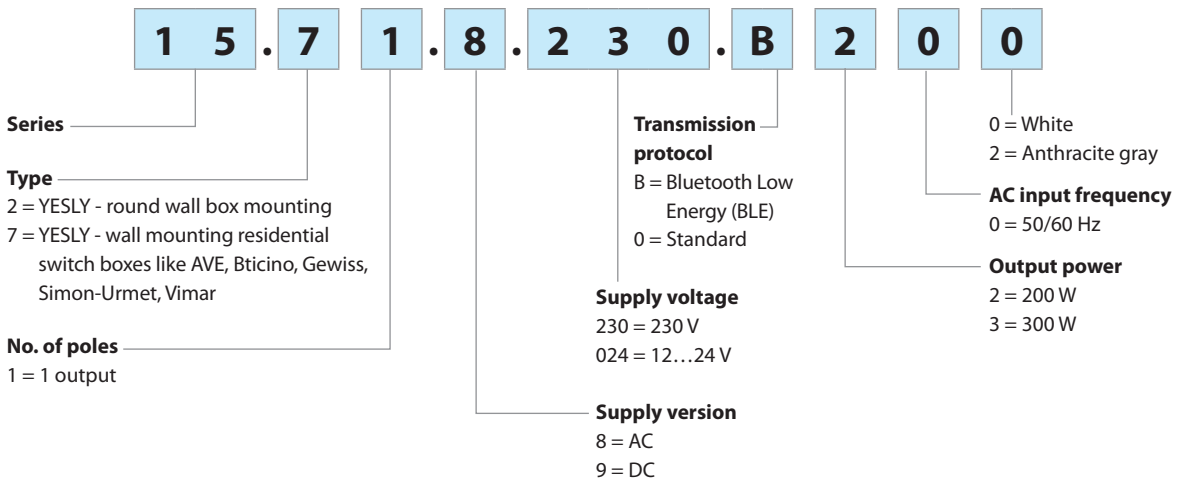 1 5 . 7 1 . 8 . 2 3 0 . B 2 0 0
Series
Type
2 = YESLY - round wall box mounting
7 = YESLY - wall mounting residential
switch boxes like AVE, Bticino, Gewiss,
Simon-Urmet, Vimar
No. of poles
1 = 1 output
Transmission
protocol
B = Bluetooth Low
Energy (BLE)
0 = Standard
Supply voltage
230 = 230 V
024 = 12…24 V
Supply version
8 = AC
9 = DC
0 = White
2 = Anthracite gray
AC input frequency
0 = 50/60 Hz
Output power
2 = 200 W
3 = 300 W